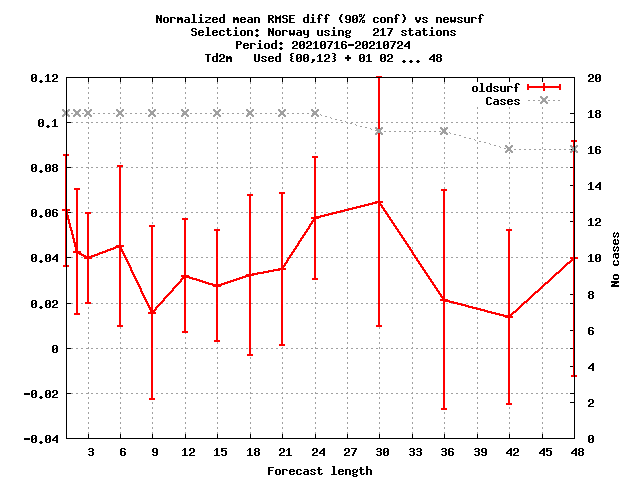 Normalized mean RMSE diff (90% conf) vs newsurf
Selection: Norway using   217 stations
Period: 20210716-20210724
Td2m   Used {00,12} + 01 02 ... 48
oldsurf
Cases
0.12
0.1
0.08
0.06
0.04
0.02
0
-0.02
-0.04
20
18
16
14
12
10
8
6
4
2
0
No cases
3 6 9 12 15 18 21 24 27 30 33 36 39 42 45 48
Forecast length